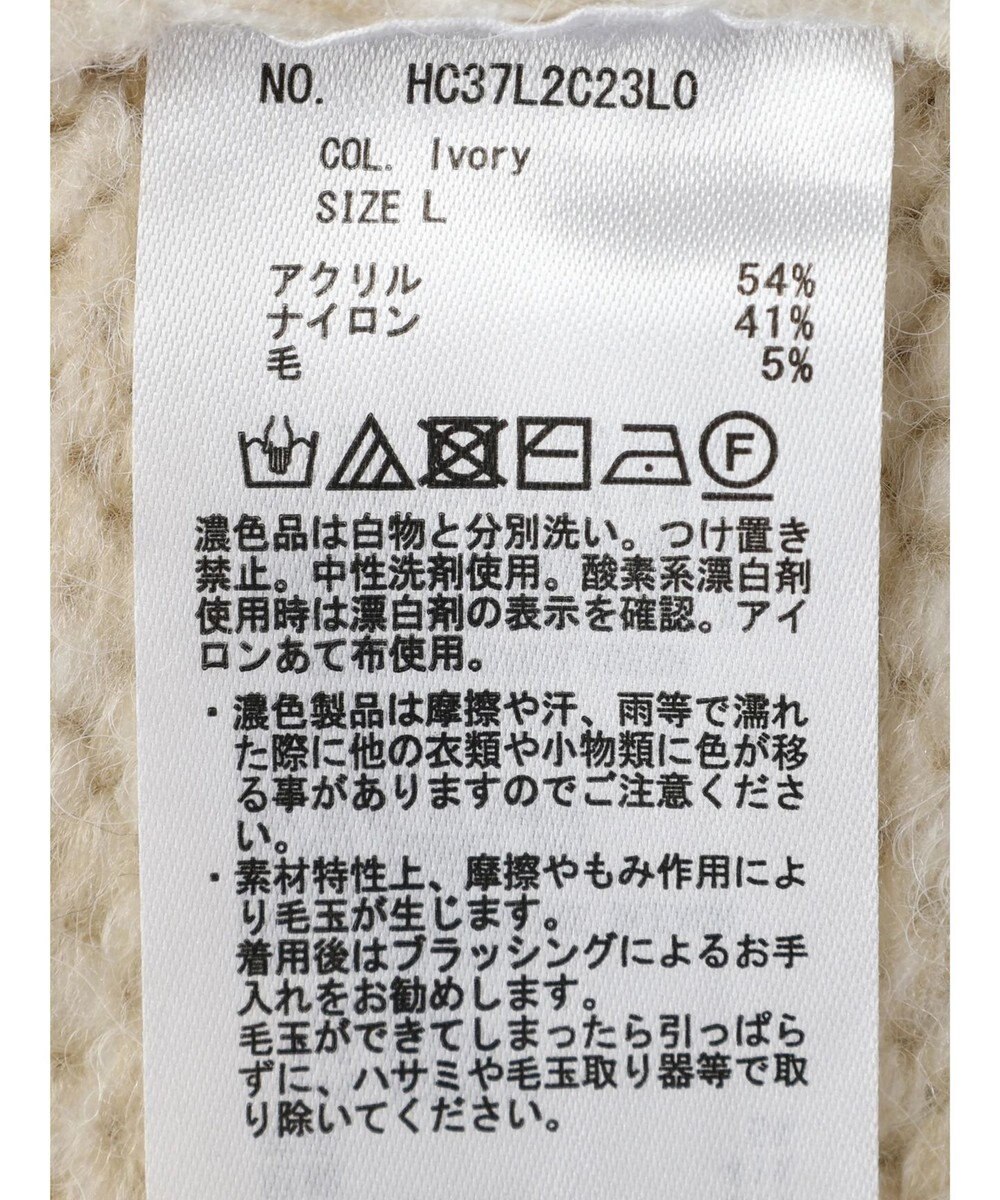 NO. HC37L2C23L0
COL. Ivory
SIZE L
アクリル 54%
ナイロン 41%
毛 5%
F
濃色品は白物と分別洗い。つけ置き
禁止。中性洗剤使用。酸素系漂白剤
使用時は漂白剤の表示を確認。アイ
ロンあて布使用。
・濃色製品は摩擦や汗、雨等で濡れ
た際に他の衣類や小物類に色が移
る事がありますのでご注意くださ
い。
・素材特性上、摩擦やもみ作用によ
り毛玉が生じます。
着用後はブラッシングによるお手
入れをお勧めします。
毛玉ができてしまったら引っぱら
ずに、ハサミや毛玉取り器等で取
り除いてください。